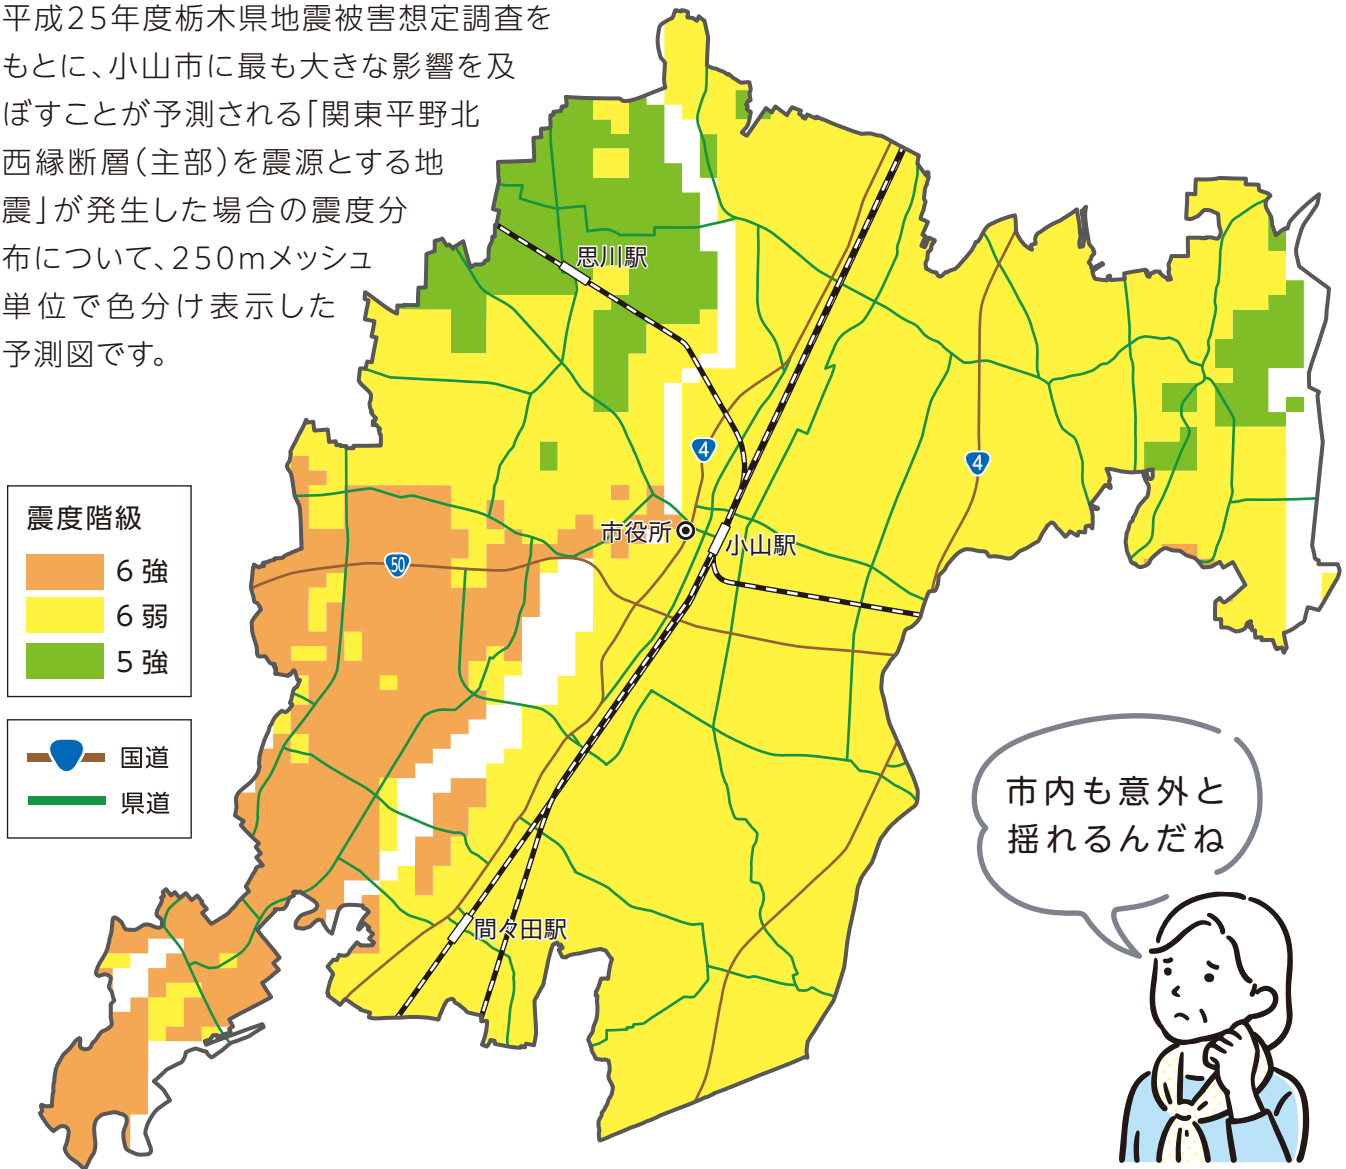 平成25年度栃木県地震被害想定調査を
もとに、小山市に最も大きな影響を及
ぼすことが予測される「関東平野北
西縁断層(主部)を震源とする地
震」が発生した場合の震度分
布について、250mメッシュ
単位で色分け表示した
予測図です。
思川駅
4
4
市役所
小山駅
50
間々田駅
震度階級
6強
6弱
5強
国道
県道
市内も意外と
揺れるんだね